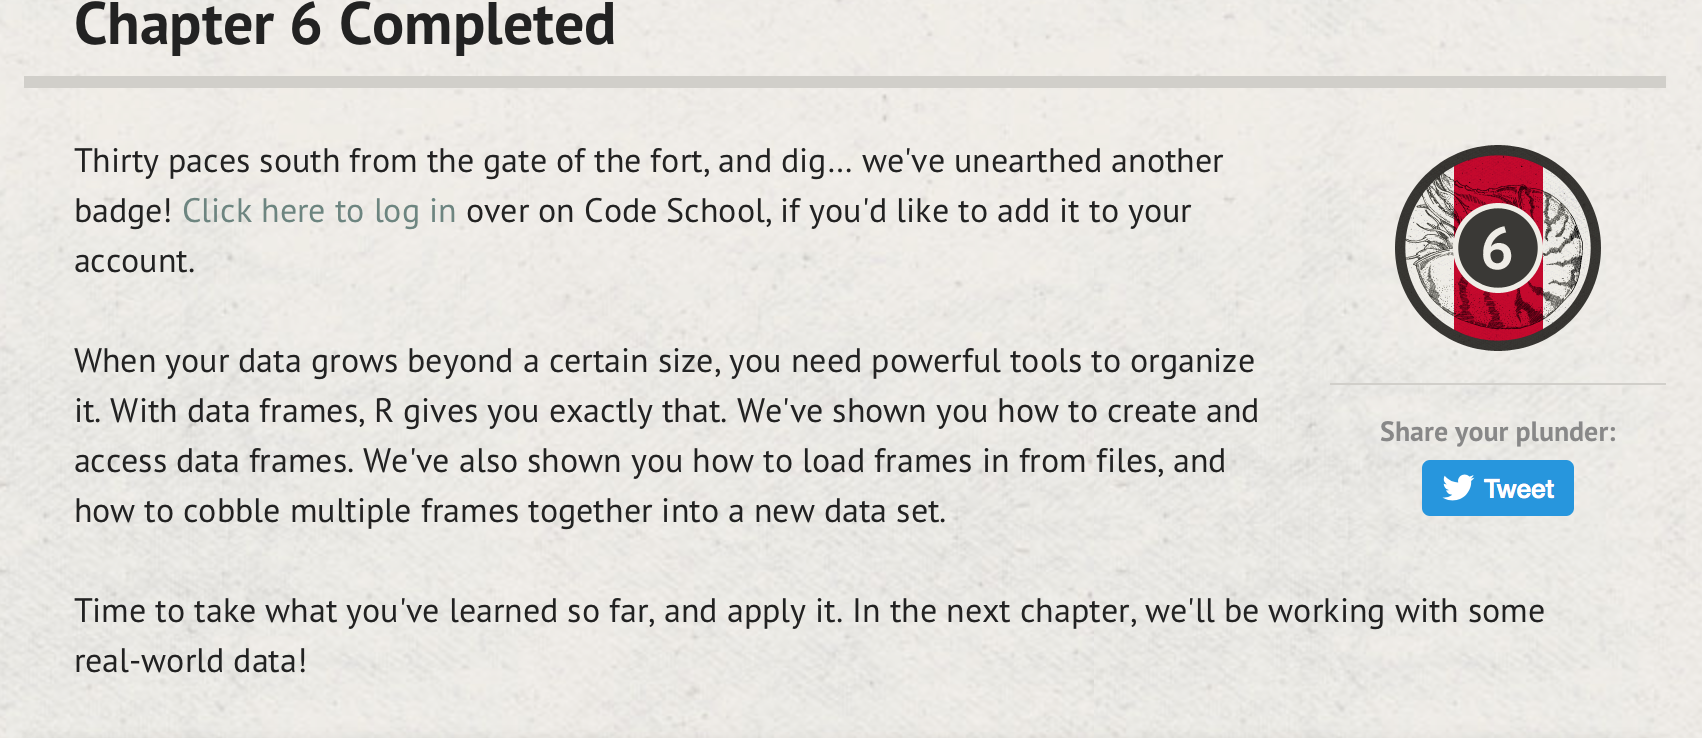 Chapter 6 Completed
Thirty paces south from the gate of the fort, and dig... we've unearthed another
badge! Click here to log in over on Code School, if you'd like to add it to your
account.
6
When your data grows beyond a certain size, you need powerful tools to organize
it. With data frames, R gives you exactly that. We've shown you how to create and
access data frames. We've also shown you how to load frames in from files, and
how to cobble multiple frames together into a new data set.
Share your plunder:
Tweet
Time to take what you've learned so far, and apply it. In the next chapter, we'll be working with some
real-world data!